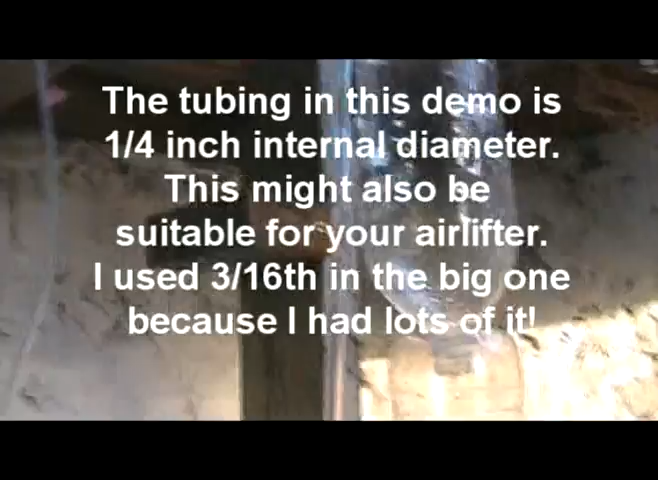 The tubing in this demo is
1/4 inch internal diameter.
This might also be
suitable for your airlifter.
I used 3/16th in the big one
because I had lots of it!